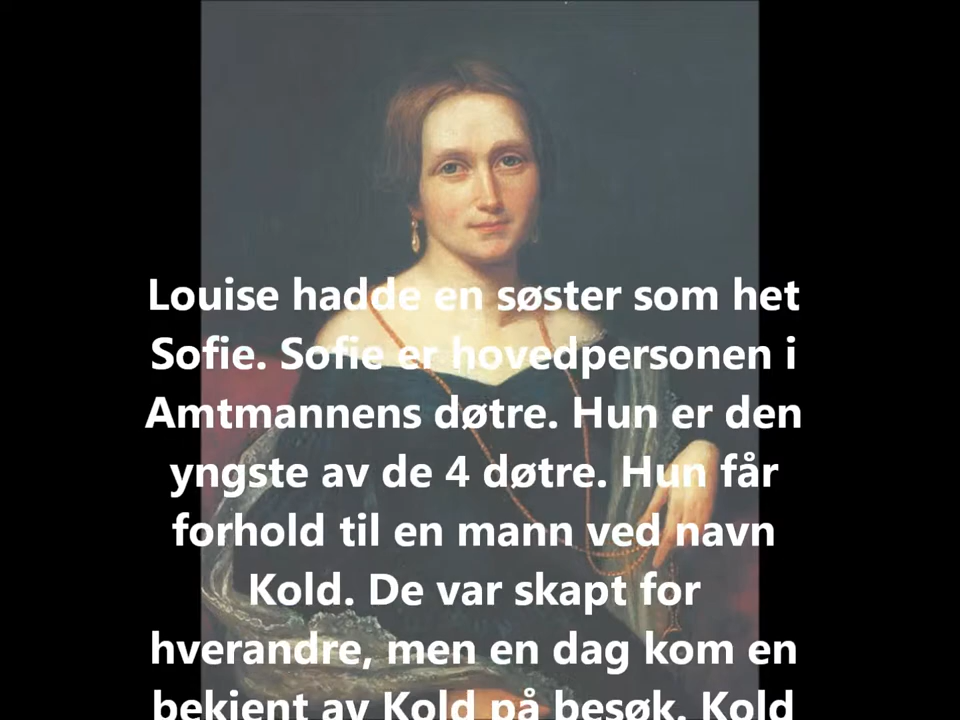 Louise hadde en søster som het
Sofie. Sofie er hovedpersonen i
Amtmannens døtre. Hun er den
yngste av de 4 døtre. Hun får
forhold til en mann ved navn
Kold. De var skapt for
hverandre, men en dag kom en
bekjent av Kold på besøk. Kold